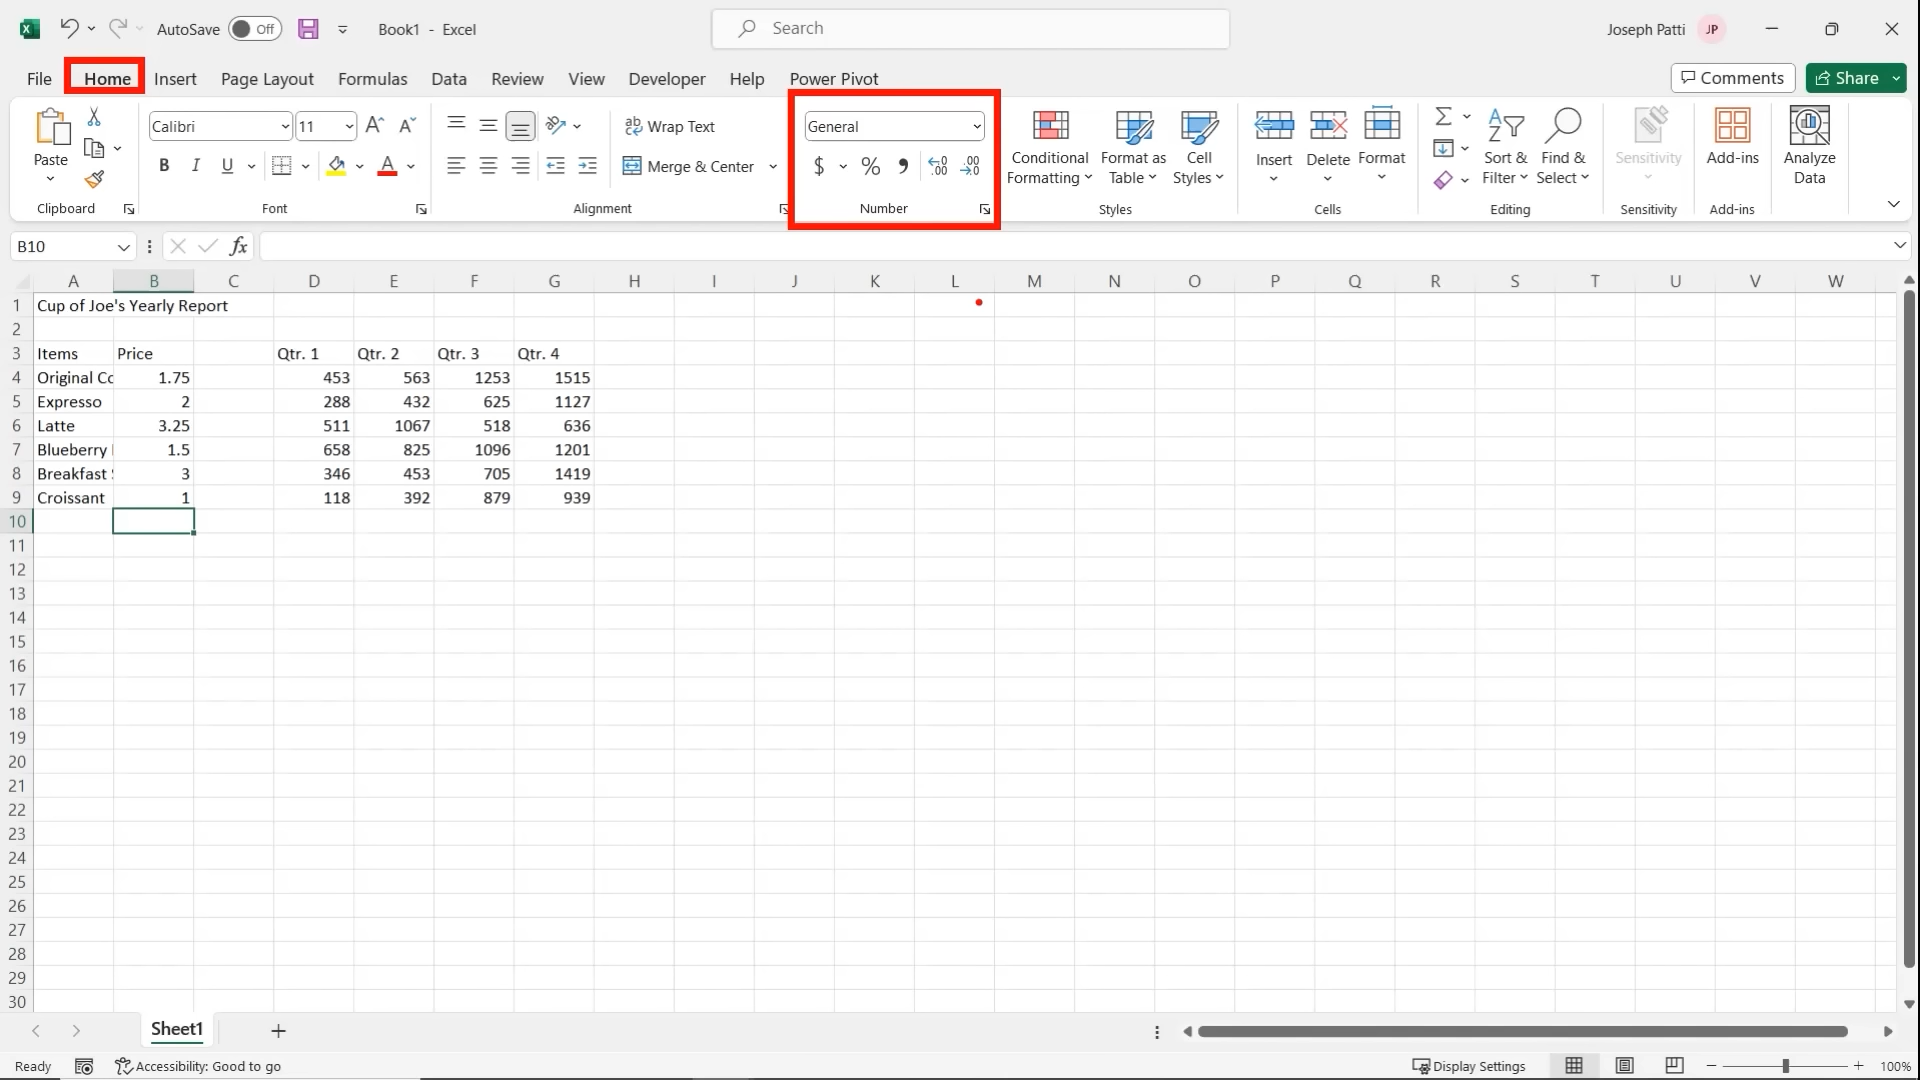 AutoSave Off Book1 - Excel Search Joseph Patti JP
File Home Insert Page Layout Formulas Data Review View Developer Help Power Pivot Comments Share
Paste
Clipboard
Calibri 11
B I U
Font
Wrap Text
Merge & Center
Alignment
General
$ % ,
Number
Conditional Formatting
Format as Table
Cell Styles
Styles
Insert Delete Format
Cells
Sort & Filter
Find & Select
Editing
Sensitivity
Sensitivity
Add-ins
Add-ins
Analyze Data
B10 fx
A B C D E F G H I J K L M N O P Q R S T U V W
1 Cup of Joe's Yearly Report
2
3 Items Price Qtr. 1 Qtr. 2 Qtr. 3 Qtr. 4
4 Original Cc 1.75 453 563 1253 1515
5 Expresso 2 288 432 625 1127
6 Latte 3.25 511 1067 518 636
7 Blueberry 1.5 658 825 1096 1201
8 Breakfast 3 346 453 705 1419
9 Croissant 1 118 392 879 939
10
11
12
13
14
15
16
17
18
19
20
21
22
23
24
25
26
27
28
29
30
Sheet1
Ready Accessibility: Good to go Display Settings 100%